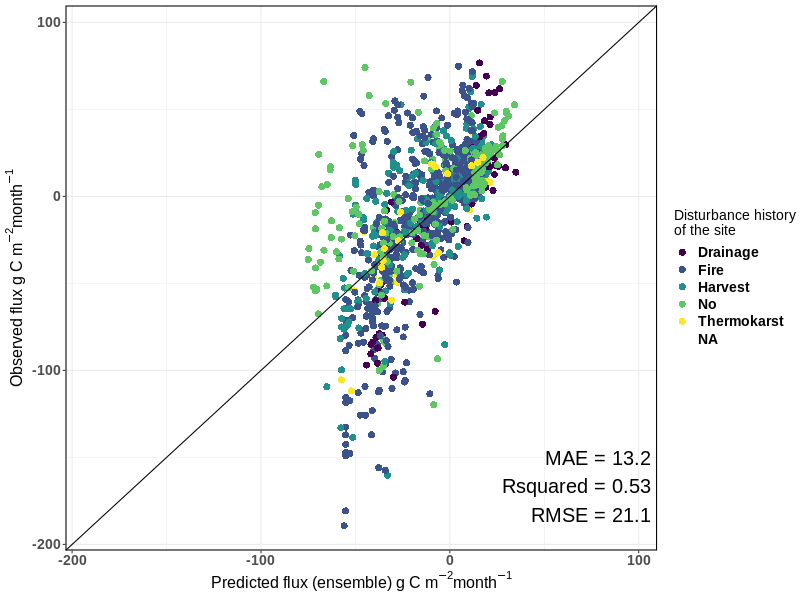 100
0
-100
-200
-200
-100
0
100
Observed flux g C m⁻²month⁻¹
Predicted flux (ensemble) g C m⁻²month⁻¹
MAE = 13.2
Rsquared = 0.53
RMSE = 21.1
Disturbance history
of the site
Drainage
Fire
Harvest
No
Thermokarst
NA